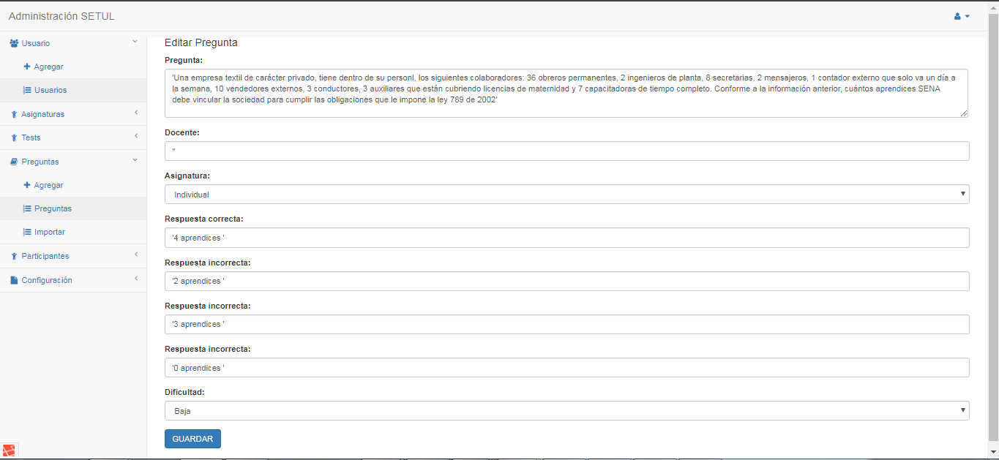 Administración SETUL
Usuario
Agregar
Usuarios
Asignaturas
Tests
Preguntas
Agregar
Preguntas
Importar
Participantes
Configuración
Editar Pregunta
Pregunta:
'Una empresa textil de carácter privado, tiene dentro de su personl, los siguientes colaboradores: 36 obreros permanentes, 2 ingenieros de planta, 8 secretarias, 2 mensajeros, 1 contador externo que solo va un día a
la semana, 10 vendedores externos, 3 conductores, 3 auxiliares que están cubriendo licencias de maternidad y 7 capacitadoras de tiempo completo. Conforme a la información anterior, cuántos aprendices SENA
debe vincular la sociedad para cumplir las obligaciones que le impone la ley 789 de 2002'
Docente:
''
Asignatura:
Individual
Respuesta correcta:
'4 aprendices '
Respuesta incorrecta:
'2 aprendices '
Respuesta incorrecta:
'3 aprendices '
Respuesta incorrecta:
'0 aprendices '
Dificultad:
Baja
GUARDAR